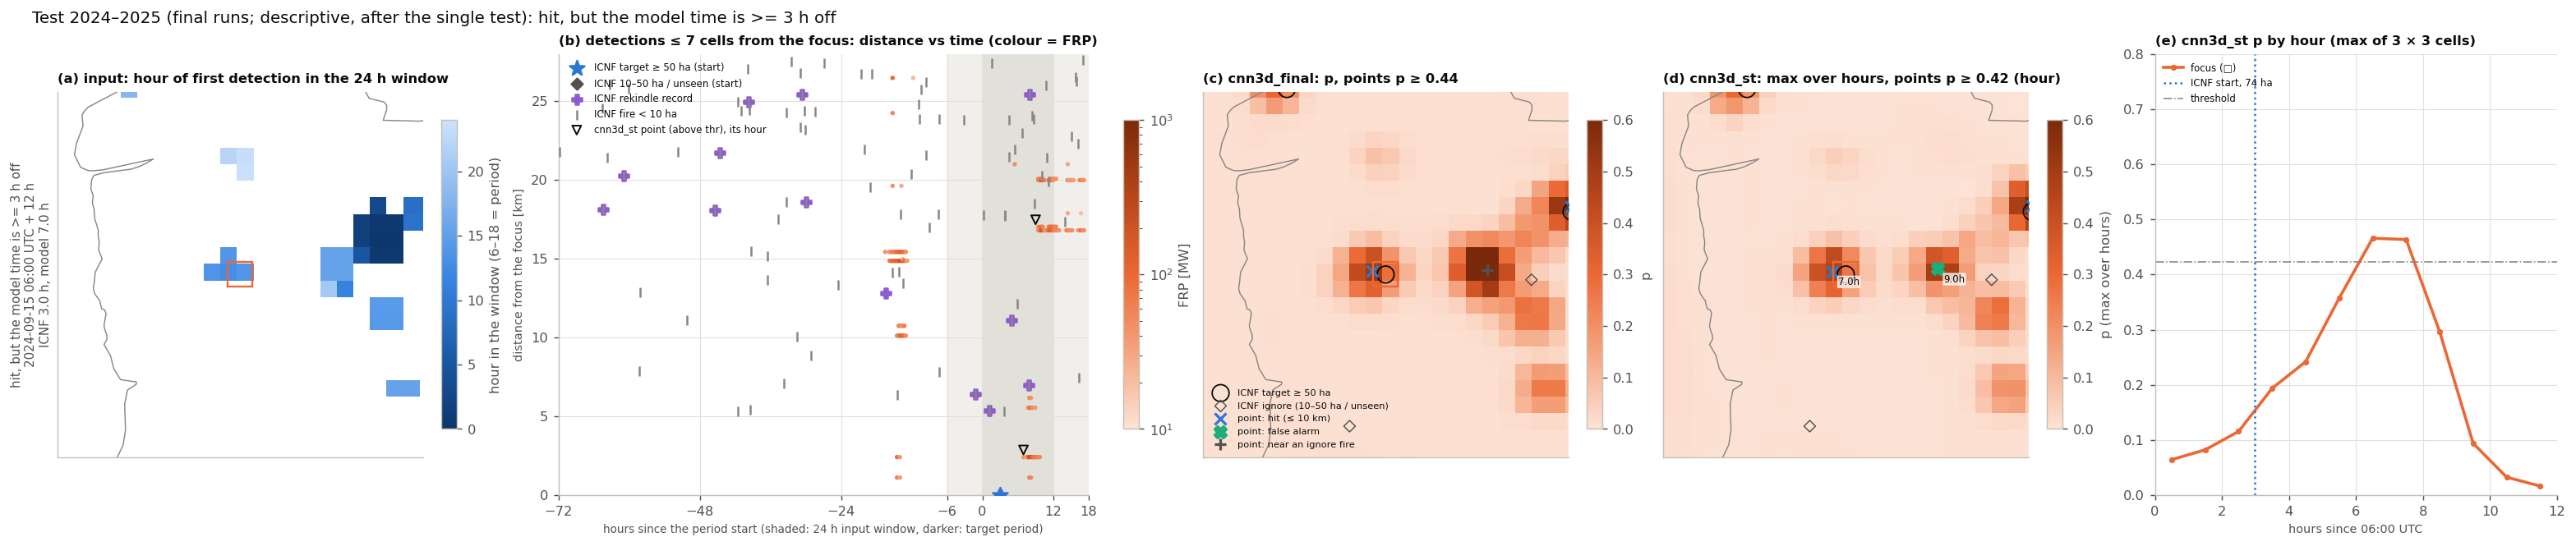 Test 2024–2025 (final runs; descriptive, after the single test): hit, but the model time is >= 3 h off
hit, but the model time is >= 3 h off
2024-09-15 06:00 UTC + 12 h
ICNF 3.0 h, model 7.0 h
(a) input: hour of first detection in the 24 h window
20
15
10
5
0
hour in the window (6–18 = period)
(b) detections ≤ 7 cells from the focus: distance vs time (colour = FRP)
ICNF target ≥ 50 ha (start)
ICNF 10–50 ha / unseen (start)
ICNF rekindle record
ICNF fire < 10 ha
cnn3d_st point (above thr), its hour
distance from the focus [km]
25
20
15
10
5
0
−72
−48
−24
−6
0
12
18
hours since the period start (shaded: 24 h input window, darker: target period)
10³
10²
10¹
FRP [MW]
(c) cnn3d_final: p, points p ≥ 0.44
ICNF target ≥ 50 ha
ICNF ignore (10–50 ha / unseen)
point: hit (≤ 10 km)
point: false alarm
point: near an ignore fire
0.6
0.5
0.4
0.3
0.2
0.1
0.0
p
(d) cnn3d_st: max over hours, points p ≥ 0.42 (hour)
7.0h
9.0h
0.6
0.5
0.4
0.3
0.2
0.1
0.0
p (max over hours)
(e) cnn3d_st p by hour (max of 3 × 3 cells)
focus (□)
ICNF start, 74 ha
threshold
0.8
0.7
0.6
0.5
0.4
0.3
0.2
0.1
0.0
0
2
4
6
8
10
12
hours since 06:00 UTC